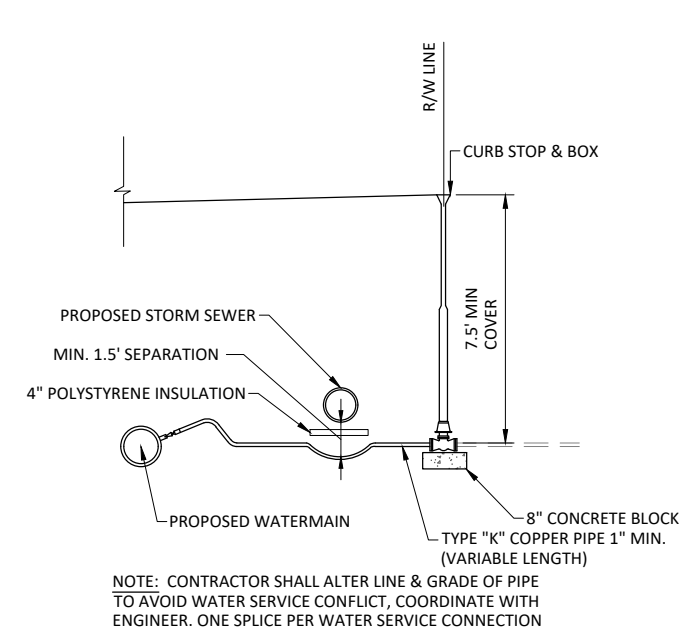 R/W LINE
CURB STOP & BOX
7.5' MIN
COVER
PROPOSED STORM SEWER
MIN. 1.5' SEPARATION
4" POLYSTYRENE INSULATION
PROPOSED WATERMAIN
8" CONCRETE BLOCK
TYPE "K" COPPER PIPE 1" MIN.
(VARIABLE LENGTH)
NOTE: CONTRACTOR SHALL ALTER LINE & GRADE OF PIPE
TO AVOID WATER SERVICE CONFLICT, COORDINATE WITH
ENGINEER. ONE SPLICE PER WATER SERVICE CONNECTION